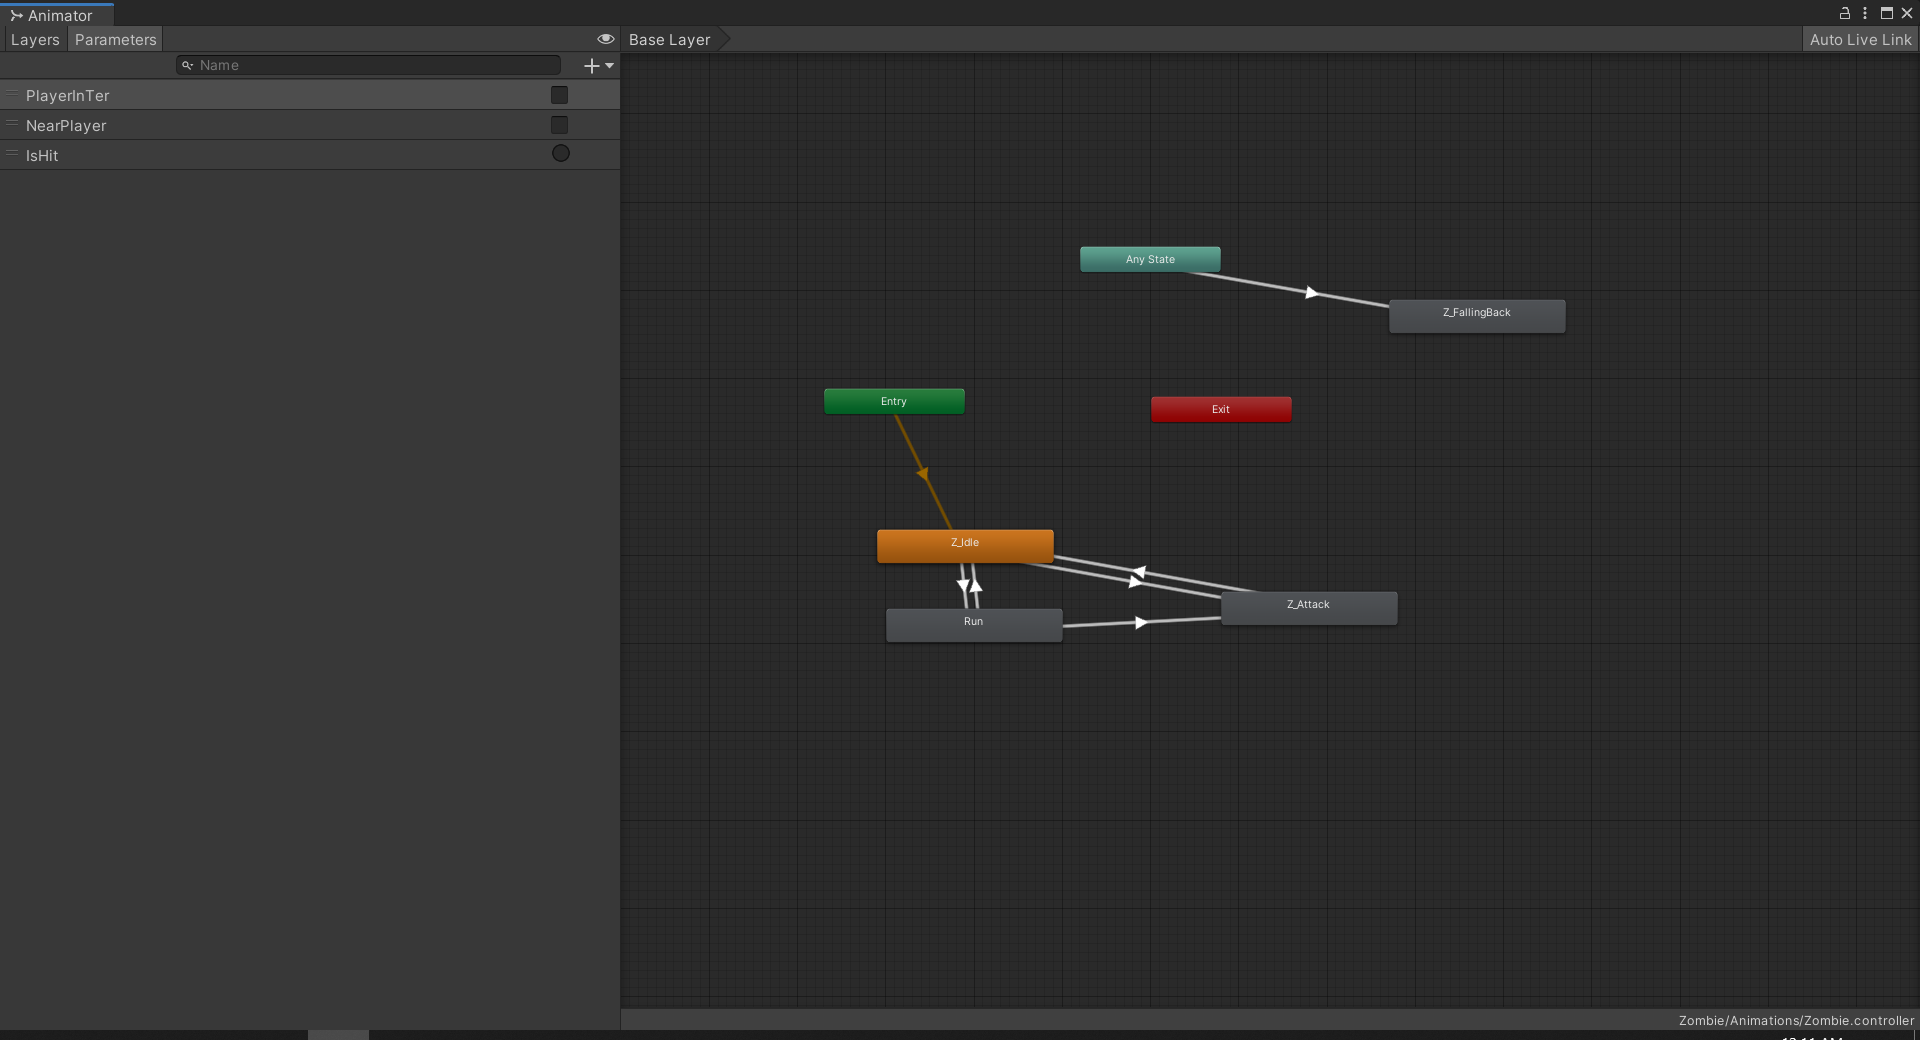 Animator
Layers Parameters
Base Layer
Auto Live Link
Name
PlayerInTer
NearPlayer
IsHit
Any State
Z_FallingBack
Entry
Exit
Z_Idle
Z_Attack
Run
Zombie/Animations/Zombie.controller